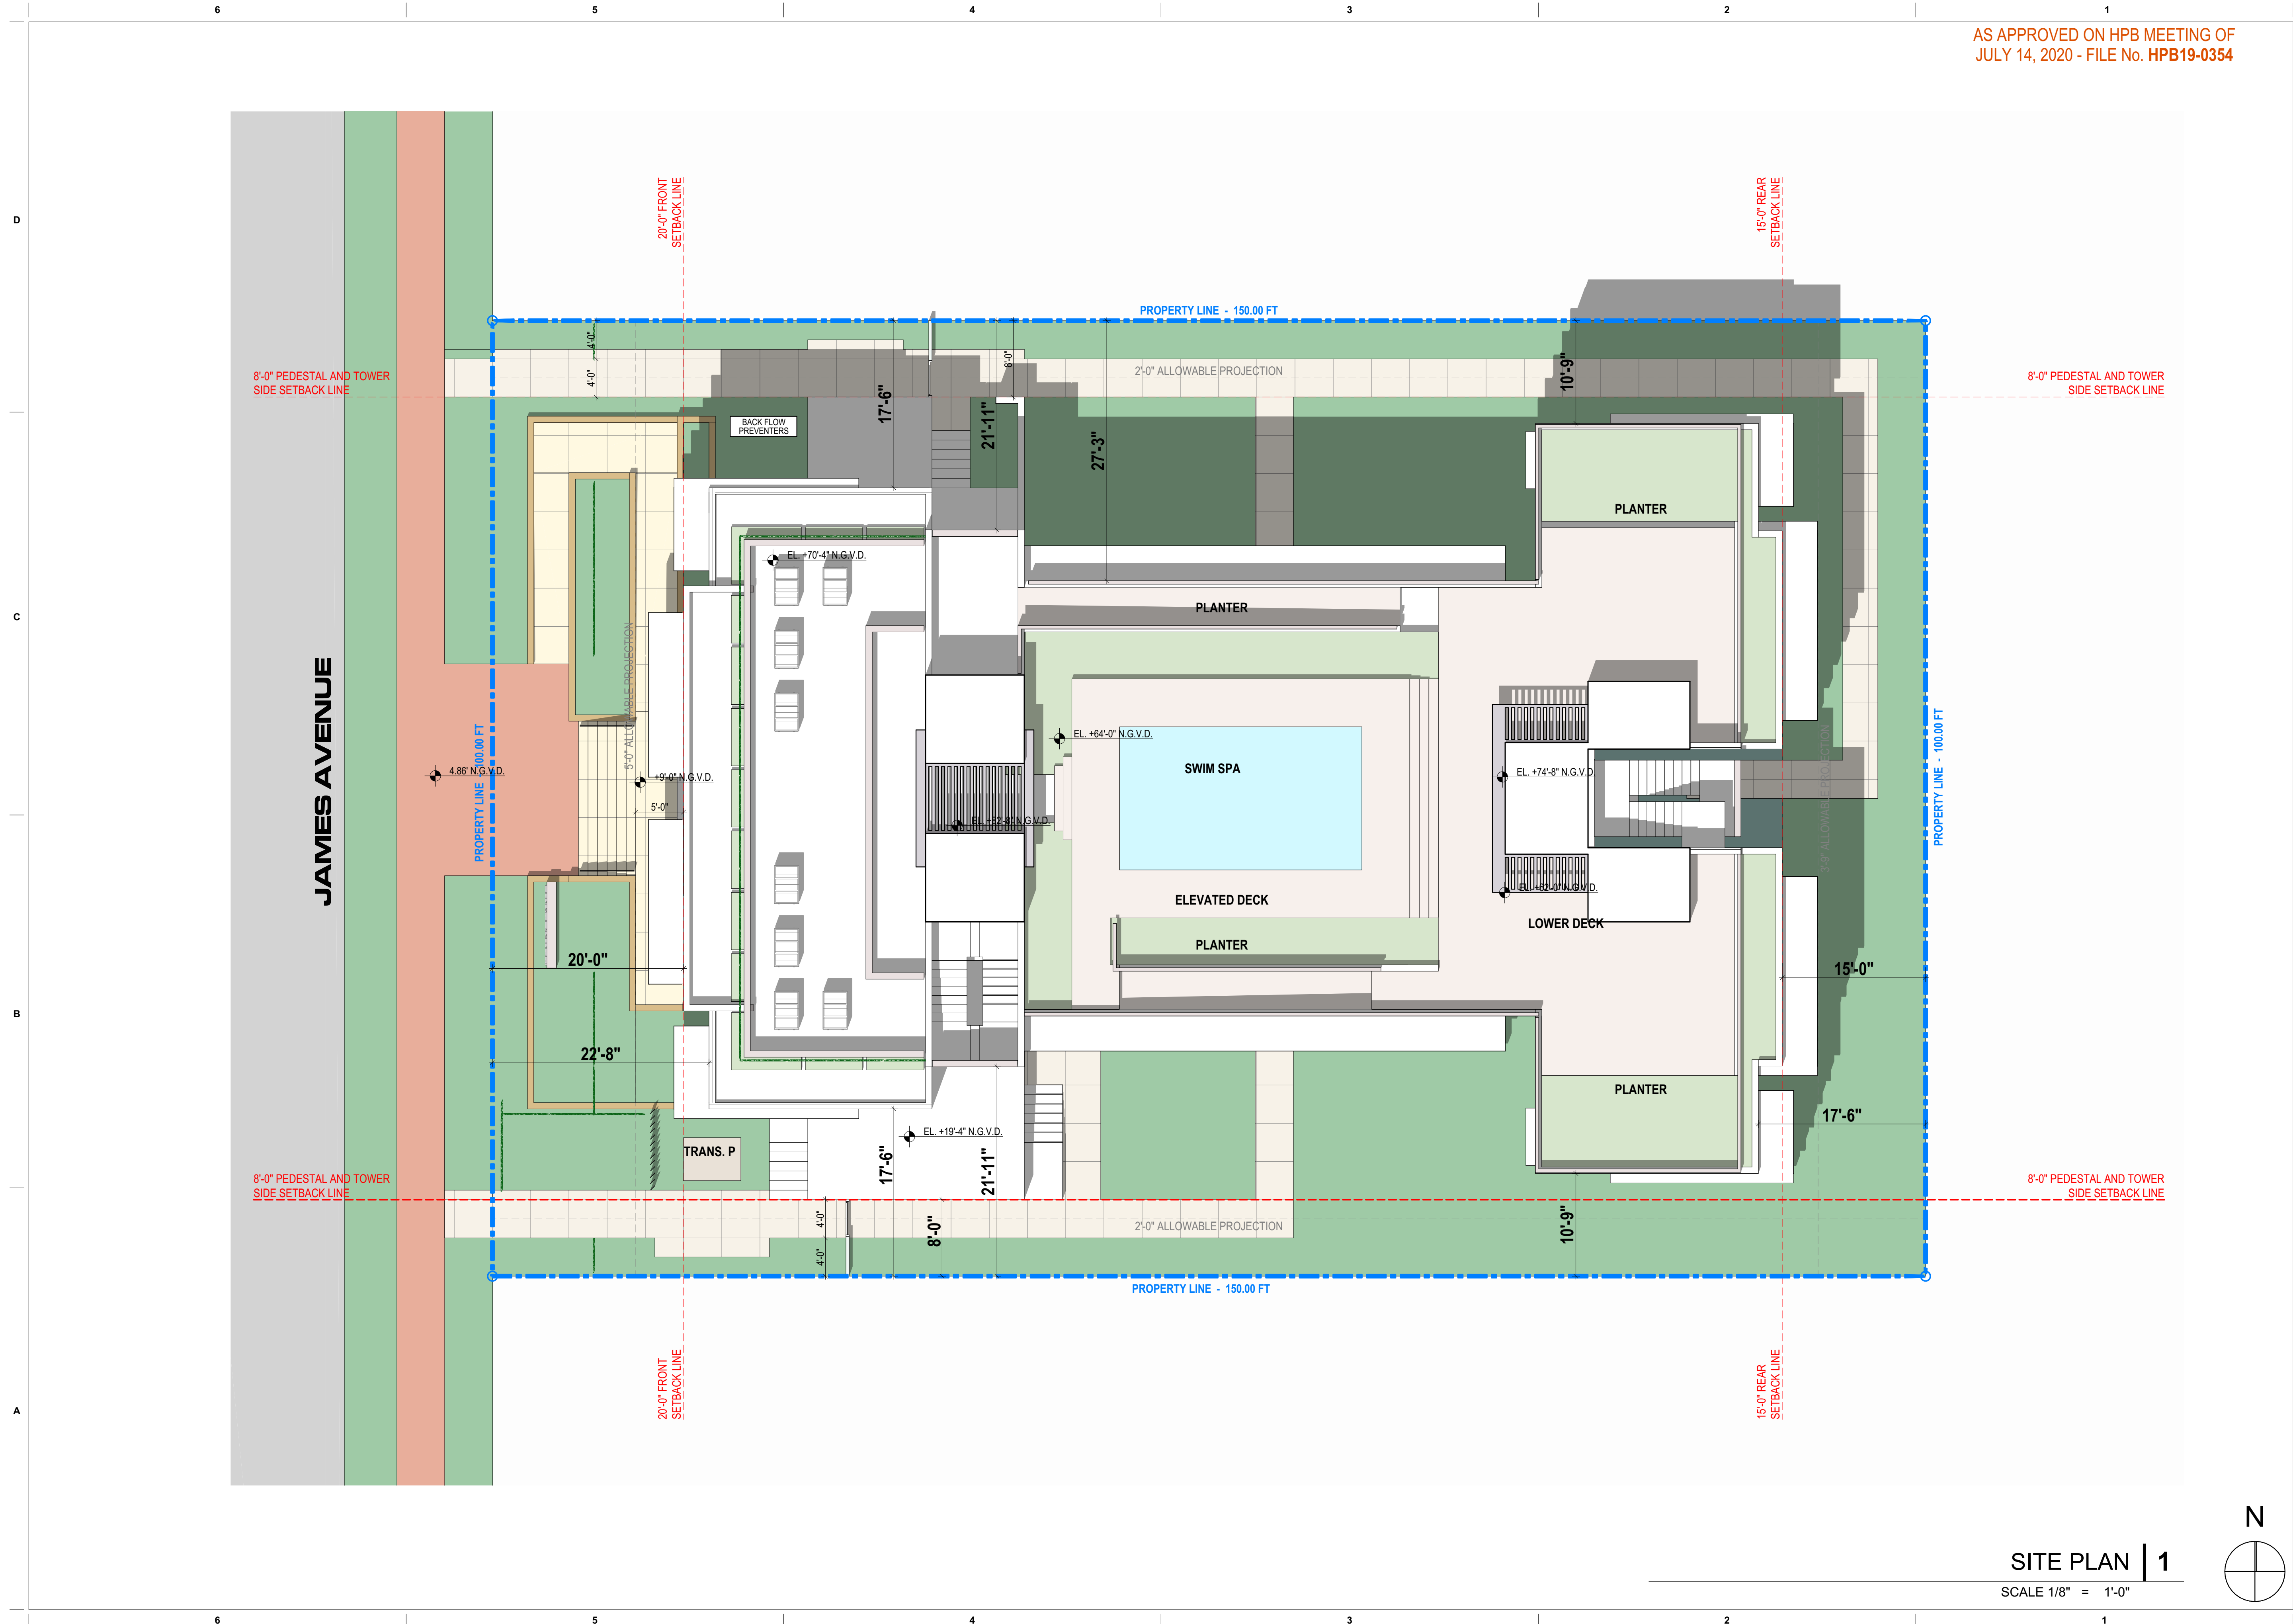 6 5 4 3 2 1
AS APPROVED ON HPB MEETING OF
JULY 14, 2020 - FILE No. HPB19-0354
D
20'-0" FRONT
SETBACK LINE
15'-0" REAR
SETBACK LINE
PROPERTY LINE - 150.00 FT
4'-0"
4'-0"
8'-0"
2'-0" ALLOWABLE PROJECTION
10'-9"
8'-0" PEDESTAL AND TOWER
SIDE SETBACK LINE
8'-0" PEDESTAL AND TOWER
SIDE SETBACK LINE
17'-6"
21'-11"
27'-3"
BACK FLOW
PREVENTERS
PLANTER
EL. +70'-4" N.G.V.D.
C
PLANTER
5'-0" ALLOWABLE PROJECTION
JAMES AVENUE
PROPERTY LINE - 100.00 FT
4.86' N.G.V.D.
+9'-0" N.G.V.D.
5'-0"
EL. +64'-0" N.G.V.D.
SWIM SPA
EL. +74'-8" N.G.V.D.
N.G.V.D.
3'-0" ALLOWABLE PROJECTION
PROPERTY LINE - 100.00 FT
ELEVATED DECK
N.G.V.D.
LOWER DECK
PLANTER
20'-0"
15'-0"
B
22'-8"
PLANTER
17'-6"
EL. +19'-4" N.G.V.D.
TRANS. P
17'-6"
21'-11"
8'-0" PEDESTAL AND TOWER
SIDE SETBACK LINE
8'-0" PEDESTAL AND TOWER
SIDE SETBACK LINE
4'-0"
4'-0"
8'-0"
2'-0" ALLOWABLE PROJECTION
10'-9"
PROPERTY LINE - 150.00 FT
20'-0" FRONT
SETBACK LINE
15'-0" REAR
SETBACK LINE
A
N
SITE PLAN 1
SCALE 1/8" = 1'-0"
6 5 4 3 2 1